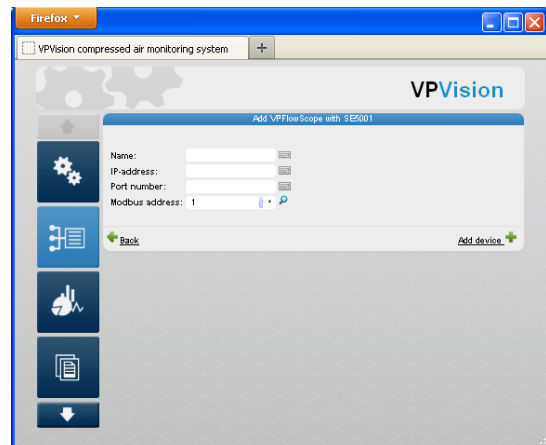 Firefox
VPVision compressed air monitoring system
VPVision
Add VPFlowScope with SE5001
Name:
IP-address:
Port number:
Modbus address: 1
Back
Add device